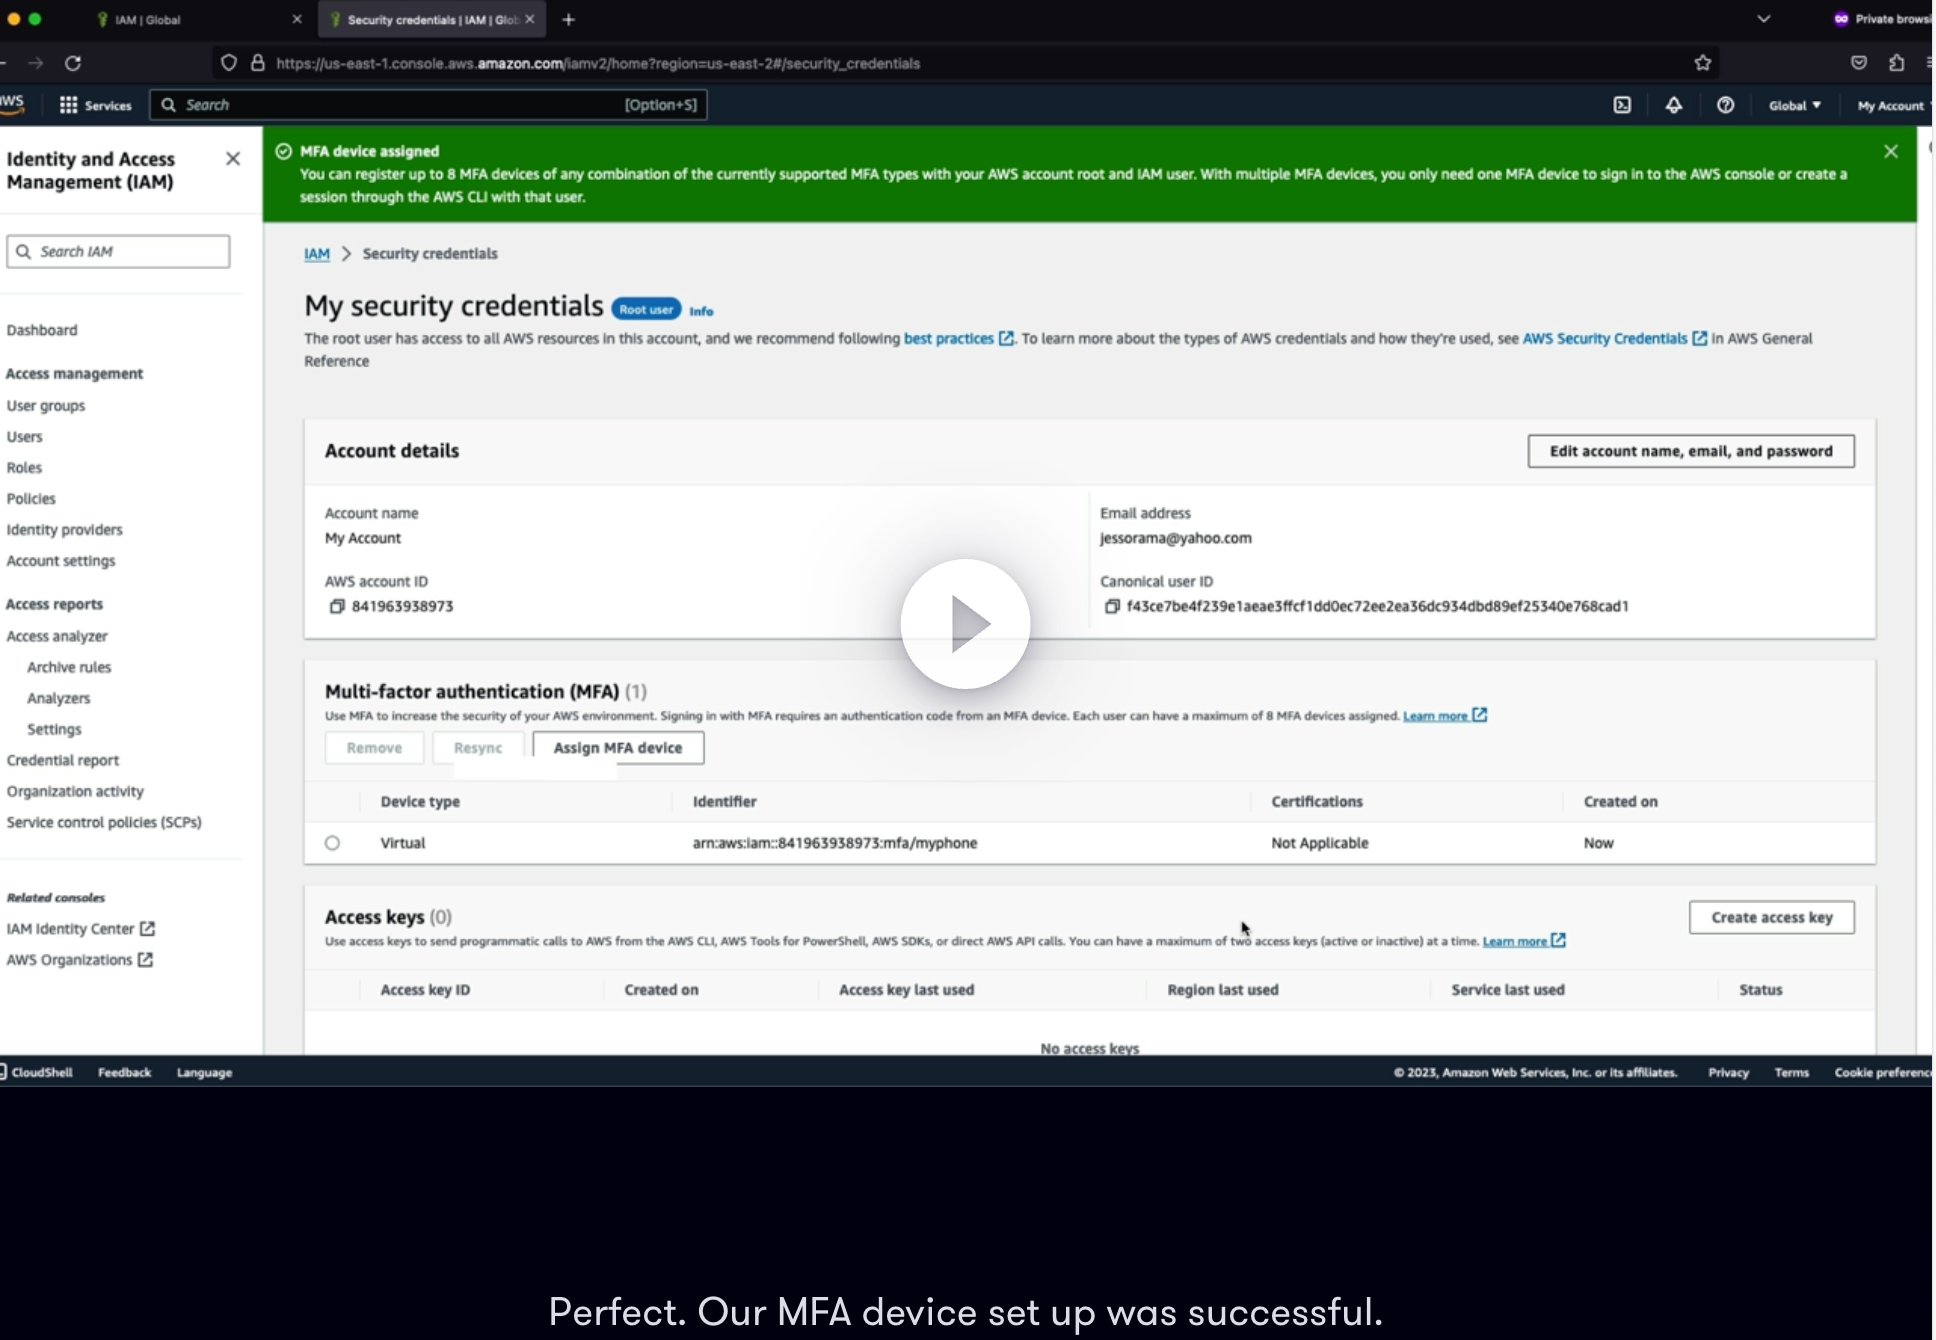 IAM | Global
Security credentials | IAM | Glob
Private brows
https://us-east-1.console.aws.amazon.com/iamv2/home?region=us-east-2#/security_credentials
aws
Services
Search
[Option+S]
Global
My Account
Identity and Access
Management (IAM)
Search IAM
Dashboard
Access management
User groups
Users
Roles
Policies
Identity providers
Account settings
Access reports
Access analyzer
Archive rules
Analyzers
Settings
Credential report
Organization activity
Service control policies (SCPs)
Related consoles
IAM Identity Center
AWS Organizations
MFA device assigned
You can register up to 8 MFA devices of any combination of the currently supported MFA types with your AWS account root and IAM user. With multiple MFA devices, you only need one MFA device to sign in to the AWS console or create a
session through the AWS CLI with that user.
IAM > Security credentials
My security credentials Root user Info
The root user has access to all AWS resources in this account, and we recommend following best practices. To learn more about the types of AWS credentials and how they're used, see AWS Security Credentials in AWS General
Reference
Account details
Edit account name, email, and password
Account name
My Account
Email address
jessorama@yahoo.com
AWS account ID
841963938973
Canonical user ID
f43ce7be4f239e1aeae3ffcf1dd0ec72ee2ea36dc934dbd89ef25340e768cad1
Multi-factor authentication (MFA) (1)
Use MFA to increase the security of your AWS environment. Signing in with MFA requires an authentication code from an MFA device. Each user can have a maximum of 8 MFA devices assigned. Learn more
Remove Resync Assign MFA device
Device type Identifier Certifications Created on
Virtual arn:aws:iam::841963938973:mfa/myphone Not Applicable Now
Access keys (0)
Create access key
Use access keys to send programmatic calls to AWS from the AWS CLI, AWS Tools for PowerShell, AWS SDKs, or direct AWS API calls. You can have a maximum of two access keys (active or inactive) at a time. Learn more
Access key ID Created on Access key last used Region last used Service last used Status
No access keys
CloudShell Feedback Language
© 2023, Amazon Web Services, Inc. or its affiliates. Privacy Terms Cookie preferenc
Perfect. Our MFA device set up was successful.